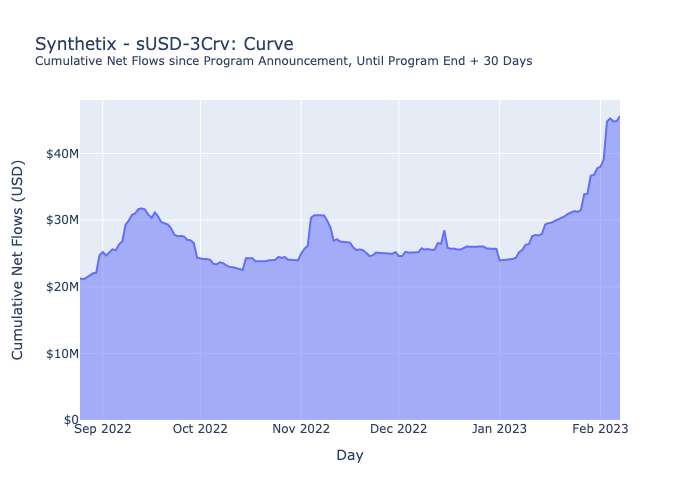 Synthetix - sUSD-3Crv: Curve
Cumulative Net Flows since Program Announcement, Until Program End + 30 Days
Cumulative Net Flows (USD)
$40M
$30M
$20M
$10M
$0
Sep 2022
Oct 2022
Nov 2022
Dec 2022
Jan 2023
Feb 2023
Day